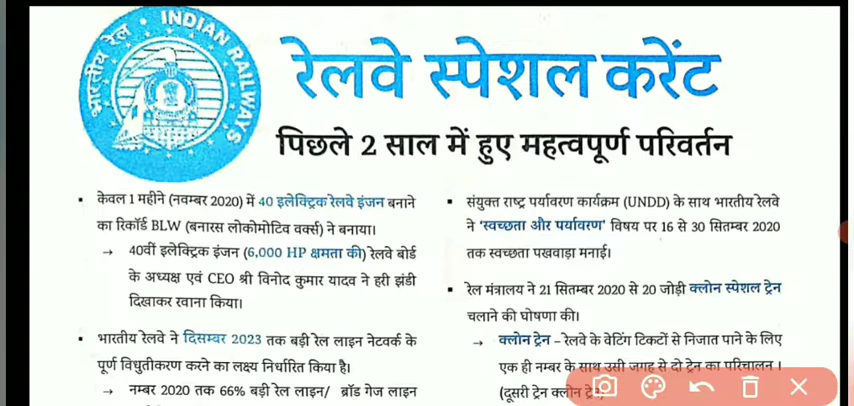 भारतीय रेल • INDIAN RAILWAYS
रेलवे स्पेशल करेंट
पिछले 2 साल में हुए महत्वपूर्ण परिवर्तन
▪ केवल 1 महीने (नवम्बर 2020) में 40 इलेक्ट्रिक रेलवे इंजन बनाने
का रिकॉर्ड BLW (बनारस लोकोमोटिव वर्क्स) ने बनाया।
→ 40वीं इलेक्ट्रिक इंजन (6,000 HP क्षमता की) रेलवे बोर्ड
के अध्यक्ष एवं CEO श्री विनोद कुमार यादव ने हरी झंडी
दिखाकर रवाना किया।
▪ भारतीय रेलवे ने दिसम्बर 2023 तक बड़ी रेल लाइन नेटवर्क के
पूर्ण विधुतीकरण करने का लक्ष्य निर्धारित किया है।
→ नम्बर 2020 तक 66% बड़ी रेल लाइन/ ब्रॉड गेज लाइन
▪ संयुक्त राष्ट्र पर्यावरण कार्यक्रम (UNDD) के साथ भारतीय रेलवे
ने ‘स्वच्छता और पर्यावरण’ विषय पर 16 से 30 सितम्बर 2020
तक स्वच्छता पखवाड़ा मनाई।
▪ रेल मंत्रालय ने 21 सितम्बर 2020 से 20 जोड़ी क्लोन स्पेशल ट्रेन
चलाने की घोषणा की।
→ क्लोन ट्रेन – रेलवे के वेटिंग टिकटों से निजात पाने के लिए
एक ही नम्बर के साथ उसी जगह से दो ट्रेन का परिचालन ।
(दूसरी ट्रेन क्लोन